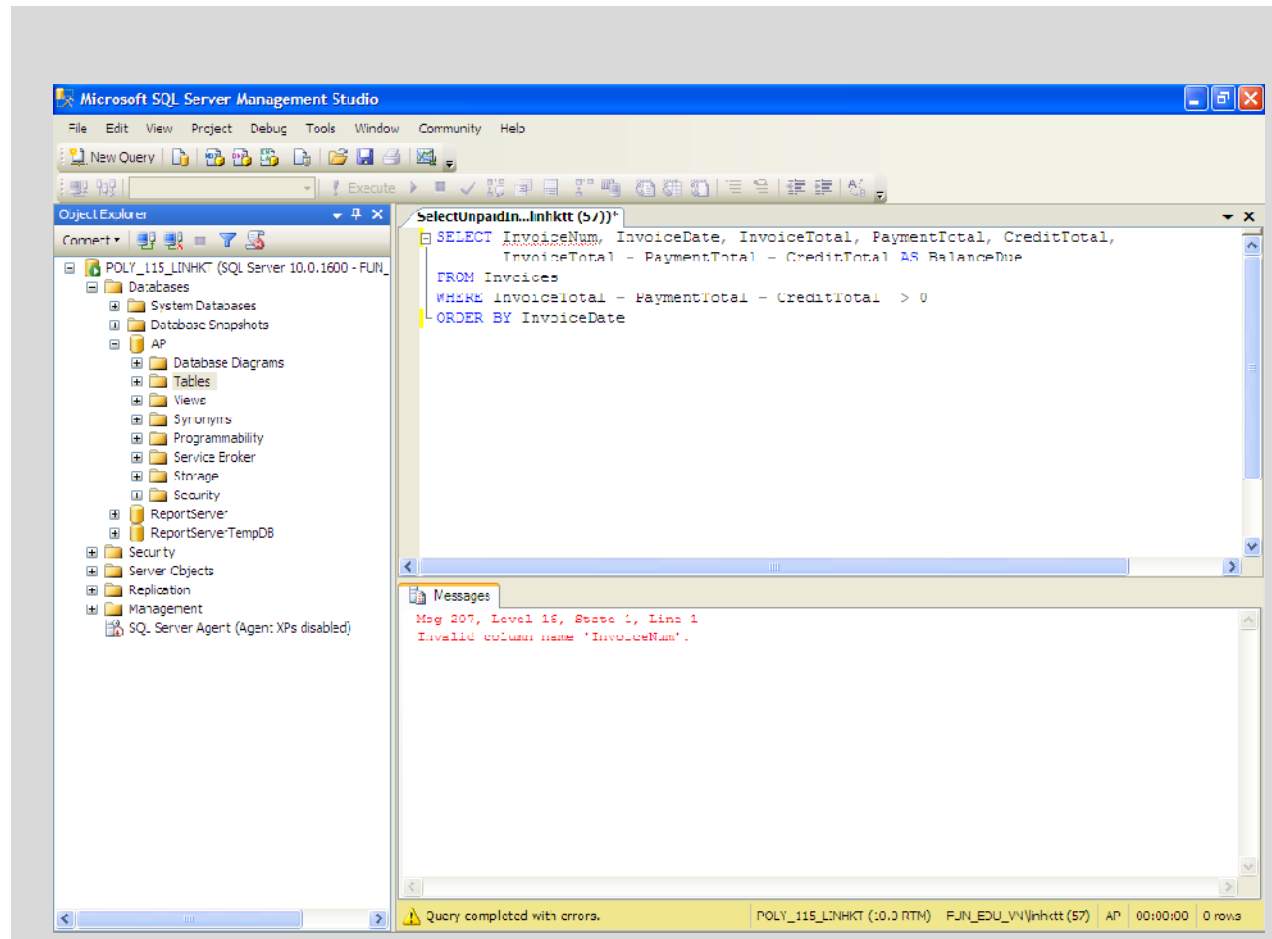 Microsoft SQL Server Management Studio
File Edit View Project Debug Tools Window Community Help
New Query
Execute
Object Explorer
SelectUnpaidIn...linhktt (57))*
Connect
POLY_115_LINHKT (SQL Server 10.0.1600 - FUN_
Databases
System Databases
Database Snapshots
AP
Database Diagrams
Tables
Views
Synonyms
Programmability
Service Broker
Storage
Security
ReportServer
ReportServerTempDB
Security
Server Objects
Replication
Management
SQL Server Agent (Agent XPs disabled)
SELECT InvoiceNum, InvoiceDate, InvoiceTotal, PaymentTotal, CreditTotal,
InvoiceTotal - PaymentTotal - CreditTotal AS BalanceDue
FROM Invoices
WHERE InvoiceTotal - PaymentTotal - CreditTotal > 0
ORDER BY InvoiceDate
Messages
Msg 207, Level 16, State 1, Line 1
Invalid column name 'InvoiceNum'.
Query completed with errors.
POLY_115_LINHKT (10.0 RTM) FUN_EDU_VN\linhktt (57) AP 00:00:00 0 rows